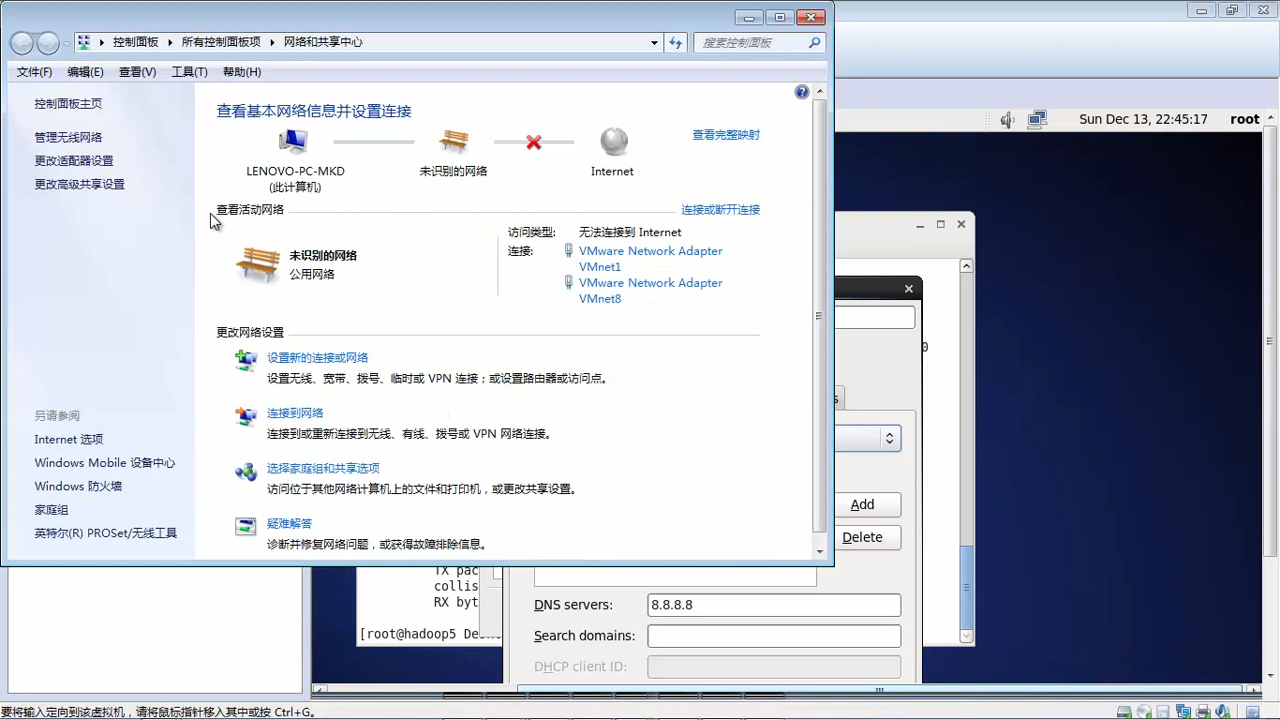 控制面板 所有控制面板项 网络和共享中心
搜索控制面板
文件(F) 编辑(E) 查看(V) 工具(T) 帮助(H)
控制面板主页
管理无线网络
更改适配器设置
更改高级共享设置
另请参阅
Internet 选项
Windows Mobile 设备中心
Windows 防火墙
家庭组
英特尔(R) PROSet/无线工具
查看基本网络信息并设置连接
查看完整映射
LENOVO-PC-MKD
(此计算机)
未识别的网络
Internet
查看活动网络
连接或断开连接
未识别的网络
公用网络
访问类型: 无法连接到 Internet
连接: VMware Network Adapter
VMnet1
VMware Network Adapter
VMnet8
更改网络设置
设置新的连接或网络
设置无线、宽带、拨号、临时或 VPN 连接；或设置路由器或访问点。
连接到网络
连接到或重新连接到无线、有线、拨号或 VPN 网络连接。
选择家庭组和共享选项
访问位于其他网络计算机上的文件和打印机，或更改共享设置。
疑难解答
诊断并修复网络问题，或获得故障排除信息。
Sun Dec 13, 22:45:17 root
0
s
Add
Delete
TX pac
collis
RX byt
[root@hadoop5 Des
DNS servers: 8.8.8.8
Search domains:
DHCP client ID:
要将输入定向到该虚拟机，请将鼠标指针移入其中或按 Ctrl+G。